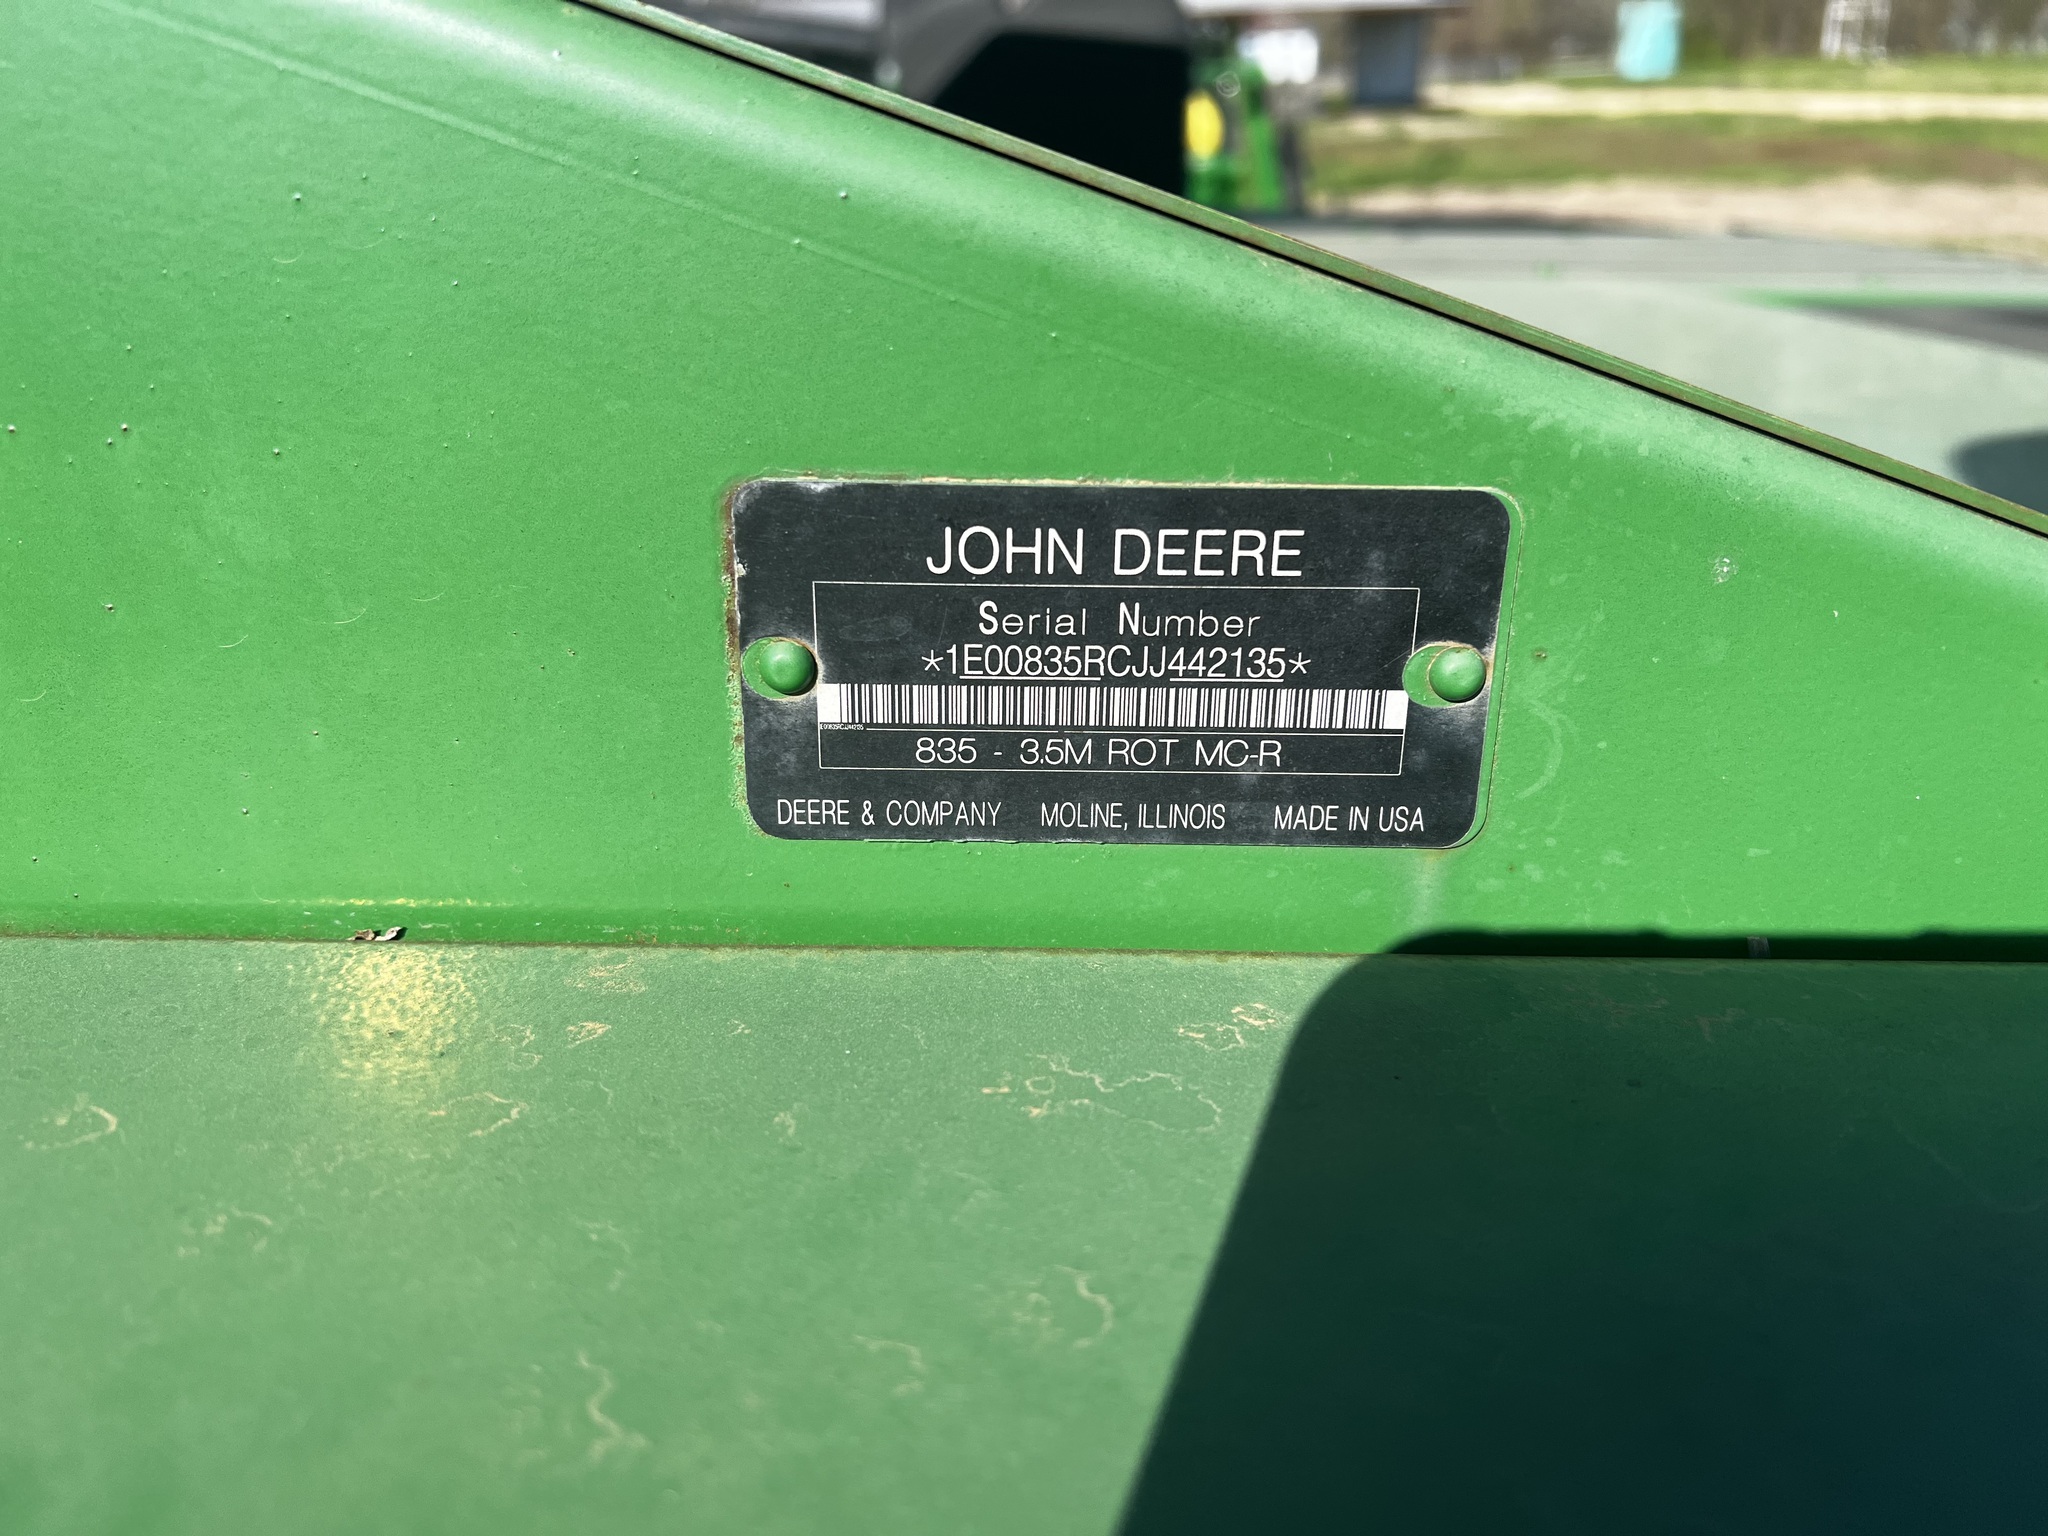 JOHN DEERE
Serial Number
*1E00835RCJJ442135*
835 - 3.5M ROT MC-R
DEERE & COMPANY MOLINE, ILLINOIS MADE IN USA